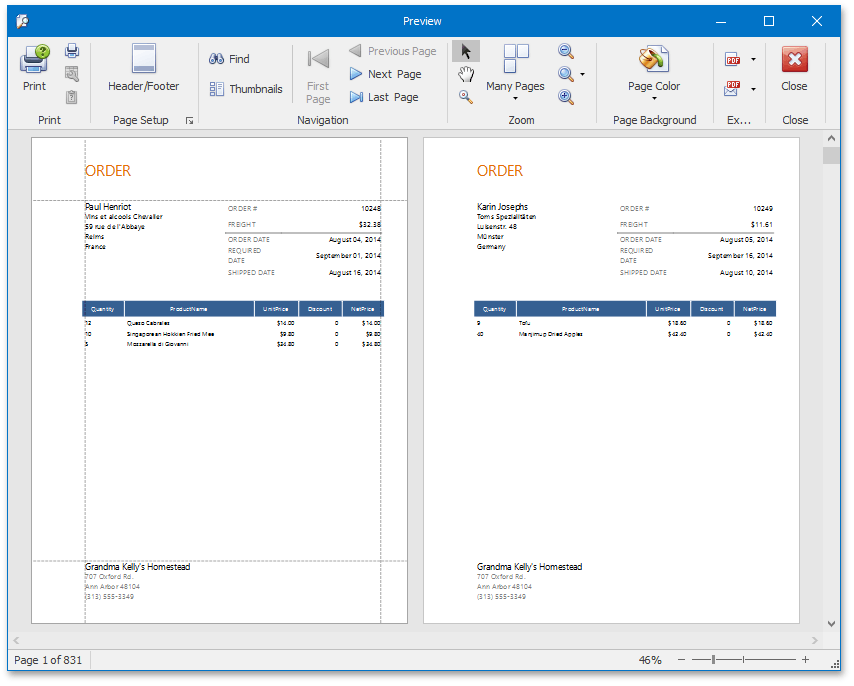 Preview
Print
Header/Footer
Find
Thumbnails
First Page
Previous Page
Next Page
Last Page
Many Pages
Page Color
PDF
PDF
Close
Print
Page Setup
Navigation
Zoom
Page Background
Ex...
Close
ORDER
Paul Henriot
Vins et alcools Chevalier
59 rue de l'Abbaye
Reims
France
ORDER # 10248
FREIGHT $32.38
ORDER DATE August 04, 2014
REQUIRED DATE September 01, 2014
SHIPPED DATE August 16, 2014
Quantity ProductName UnitPrice Discount NetPrice
12 Queso Cabrales $14.00 0 $14.00
10 Singaporean Hokkien Fried Mee $9.80 0 $9.80
5 Mozzarella di Giovanni $34.80 0 $34.80
Grandma Kelly's Homestead
707 Oxford Rd.
Ann Arbor 48104
(313) 555-3349
ORDER
Karin Josephs
Toms Spezialitäten
Luisenstr. 48
Münster
Germany
ORDER # 10249
FREIGHT $11.61
ORDER DATE August 05, 2014
REQUIRED DATE September 16, 2014
SHIPPED DATE August 10, 2014
Quantity ProductName UnitPrice Discount NetPrice
9 Tofu $18.60 0 $18.60
40 Manjimup Dried Apples $42.40 0 $42.40
Grandma Kelly's Homestead
707 Oxford Rd.
Ann Arbor 48104
(313) 555-3349
Page 1 of 831
46%